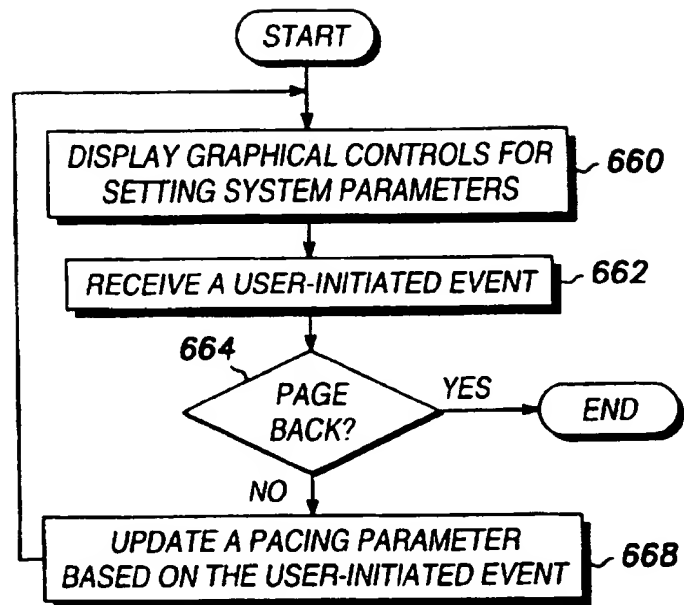 START
DISPLAY GRAPHICAL CONTROLS FOR
SETTING SYSTEM PARAMETERS
660
RECEIVE A USER-INITIATED EVENT
662
664
PAGE
BACK?
YES
END
NO
UPDATE A PACING PARAMETER
BASED ON THE USER-INITIATED EVENT
668